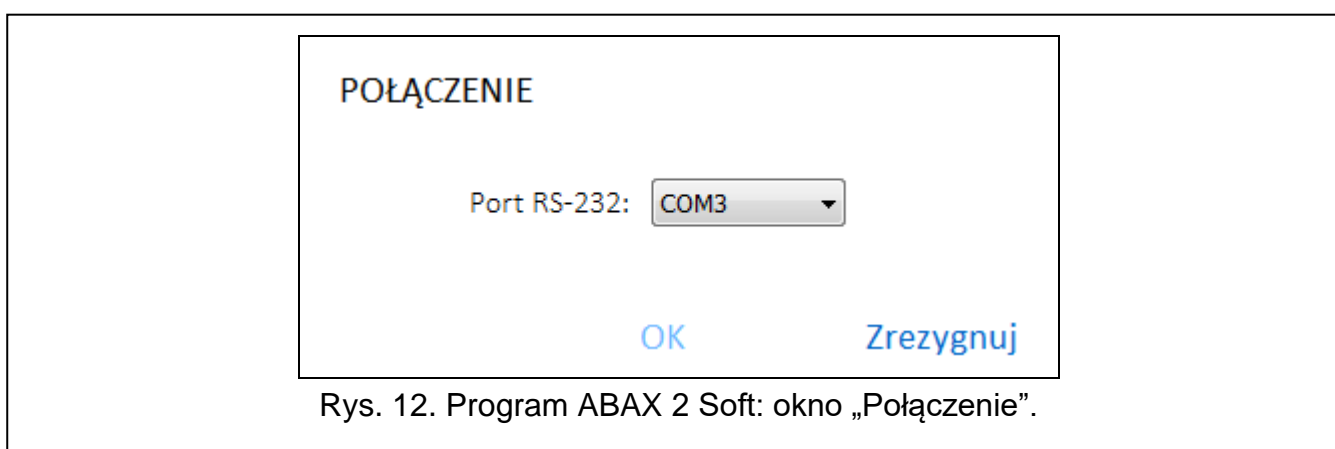 POŁĄCZENIE
Port RS-232: COM3
OK Zrezygnuj
Rys. 12. Program ABAX 2 Soft: okno „Połączenie”.